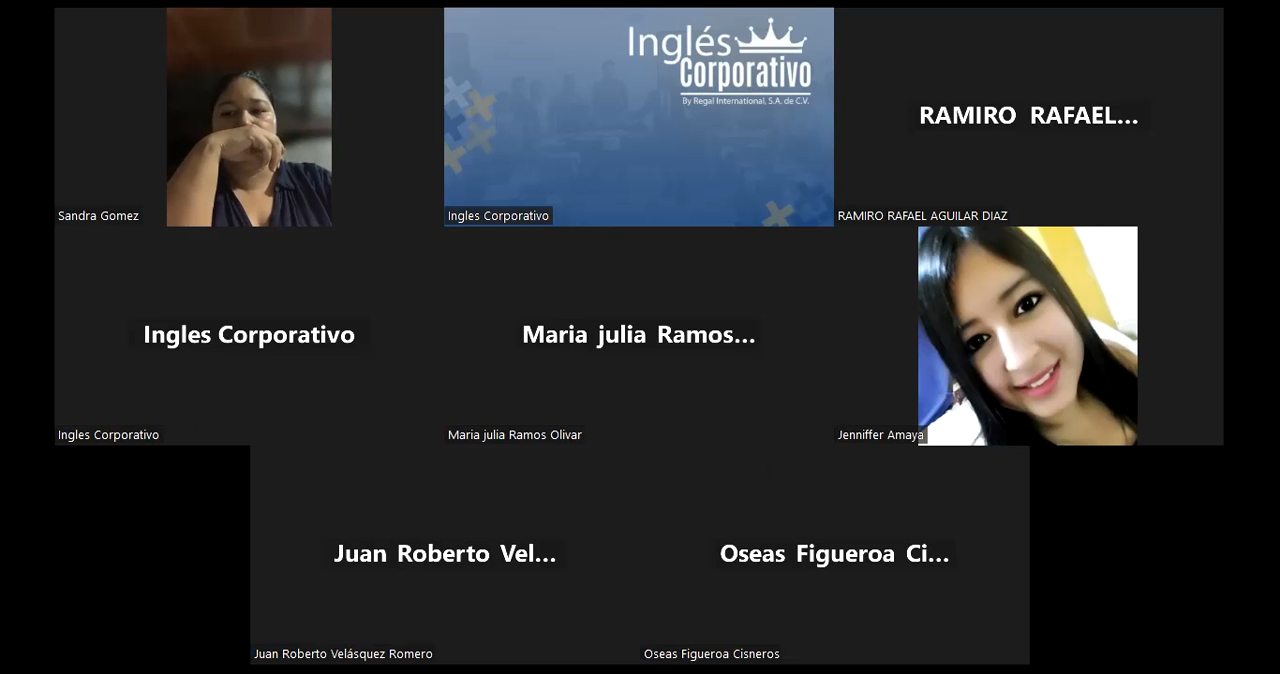 Inglés
Corporativo
By Regal International, S.A. de C.V.
RAMIRO RAFAEL...
Sandra Gomez
Ingles Corporativo
RAMIRO RAFAEL AGUILAR DIAZ
Ingles Corporativo
Maria julia Ramos...
Ingles Corporativo
Maria julia Ramos Olivar
Jenniffer Amaya
Juan Roberto Vel...
Oseas Figueroa Ci...
Juan Roberto Velásquez Romero
Oseas Figueroa Cisneros